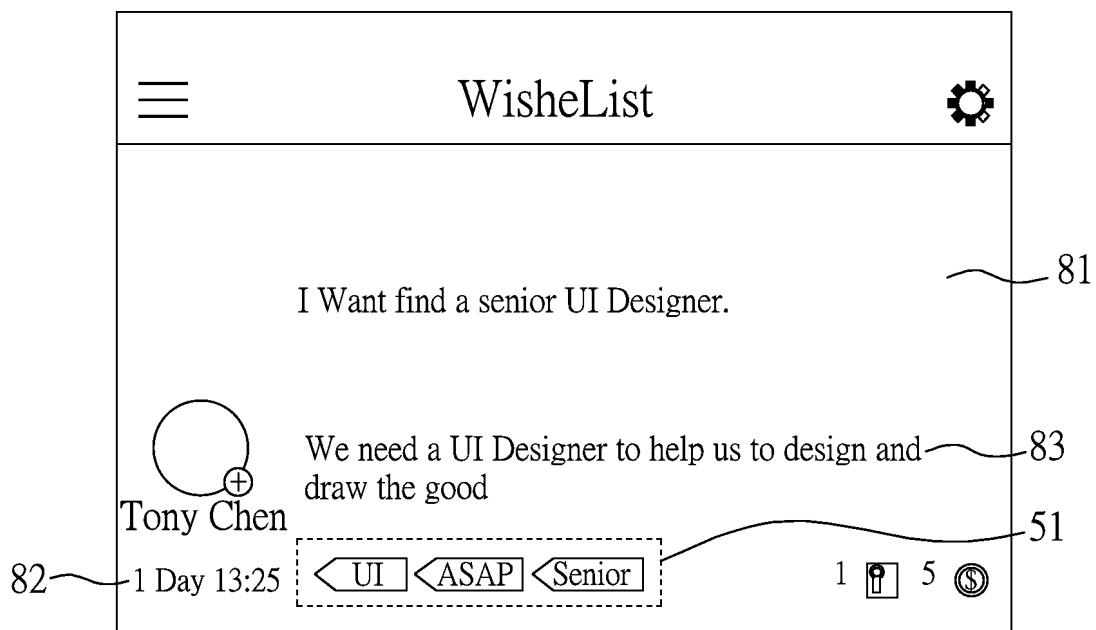 WisheList
81
I Want find a senior UI Designer.
We need a UI Designer to help us to design and
83
draw the good
Tony Chen
51
82
1 Day 13:25
UI
ASAP
Senior
1
5
$